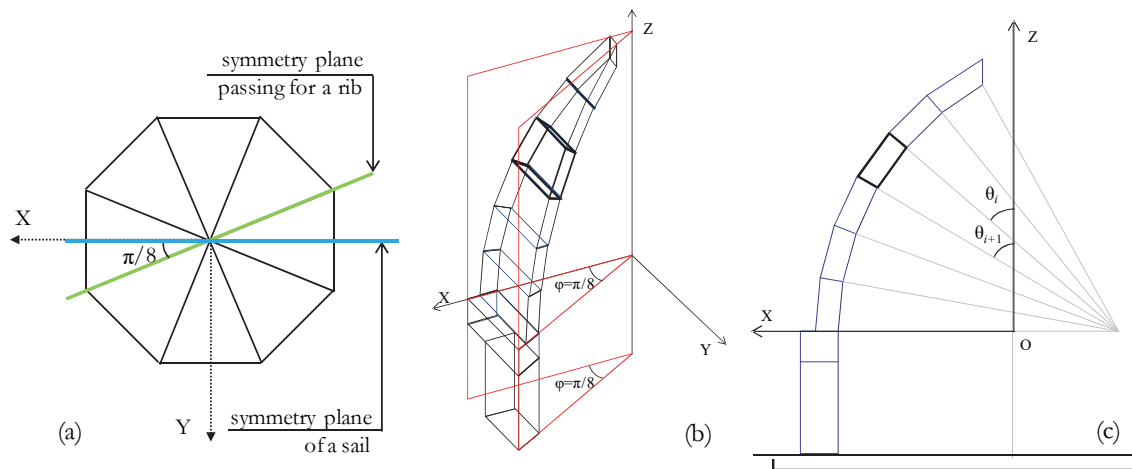 symmetry plane
passing for a rib
X
π/8
Y
symmetry plane
of a sail
(a)
Z
X
φ=π/8
Y
φ=π/8
(b)
Z
θi
θi+1
X
O
(c)